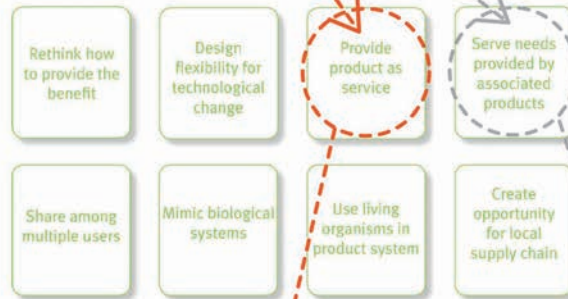 Rethink how
to provide the
benefit
Design
flexibility for
technological
change
Provide
product as
service
Serve needs
provided by
associated
products
Share among
multiple users
Mimic biological
systems
Use living
organisms in
product system
Create
opportunity
for local
supply chain